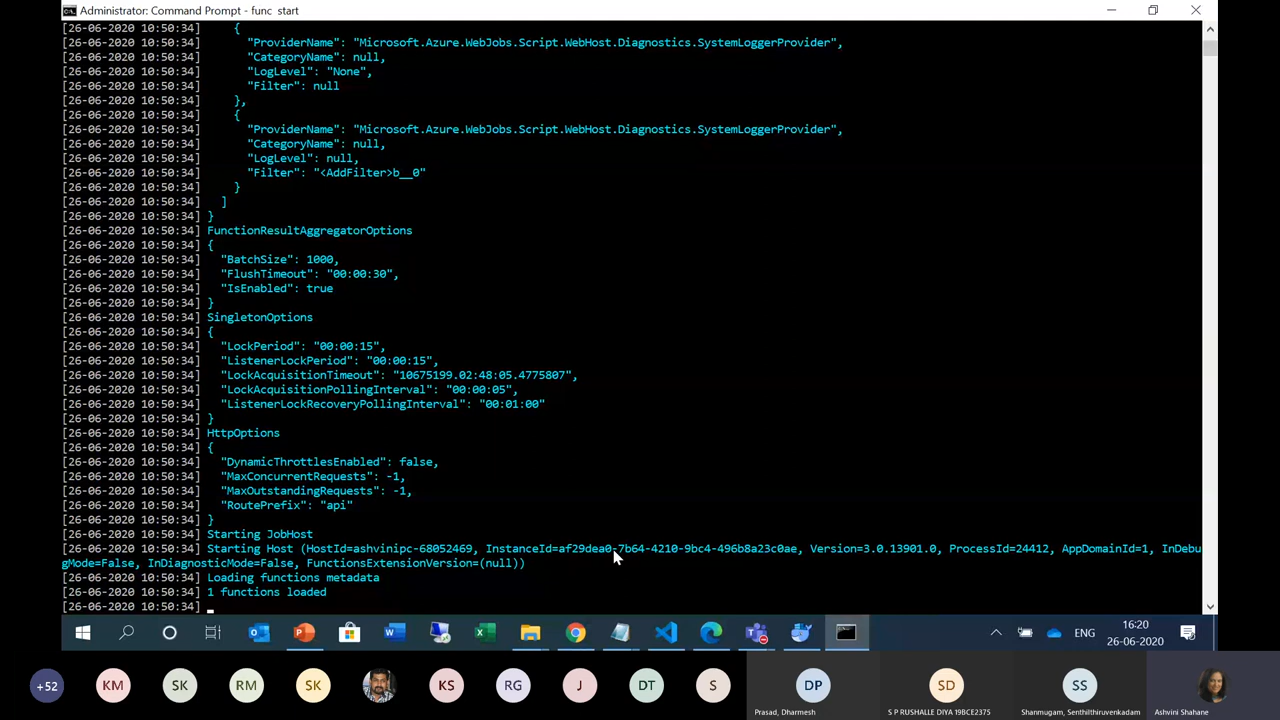 Administrator: Command Prompt - func start
[26-06-2020 10:50:34] {
[26-06-2020 10:50:34] "ProviderName": "Microsoft.Azure.WebJobs.Script.WebHost.Diagnostics.SystemLoggerProvider",
[26-06-2020 10:50:34] "CategoryName": null,
[26-06-2020 10:50:34] "LogLevel": "None",
[26-06-2020 10:50:34] "Filter": null
[26-06-2020 10:50:34] },
[26-06-2020 10:50:34] {
[26-06-2020 10:50:34] "ProviderName": "Microsoft.Azure.WebJobs.Script.WebHost.Diagnostics.SystemLoggerProvider",
[26-06-2020 10:50:34] "CategoryName": null,
[26-06-2020 10:50:34] "LogLevel": null,
[26-06-2020 10:50:34] "Filter": "<AddFilter>b__0"
[26-06-2020 10:50:34] }
[26-06-2020 10:50:34] ]
[26-06-2020 10:50:34] }
[26-06-2020 10:50:34] FunctionResultAggregatorOptions
[26-06-2020 10:50:34] {
[26-06-2020 10:50:34] "BatchSize": 1000,
[26-06-2020 10:50:34] "FlushTimeout": "00:00:30",
[26-06-2020 10:50:34] "IsEnabled": true
[26-06-2020 10:50:34] }
[26-06-2020 10:50:34] SingletonOptions
[26-06-2020 10:50:34] {
[26-06-2020 10:50:34] "LockPeriod": "00:00:15",
[26-06-2020 10:50:34] "ListenerLockPeriod": "00:00:15",
[26-06-2020 10:50:34] "LockAcquisitionTimeout": "10675199.02:48:05.4775807",
[26-06-2020 10:50:34] "LockAcquisitionPollingInterval": "00:00:05",
[26-06-2020 10:50:34] "ListenerLockRecoveryPollingInterval": "00:01:00"
[26-06-2020 10:50:34] }
[26-06-2020 10:50:34] HttpOptions
[26-06-2020 10:50:34] {
[26-06-2020 10:50:34] "DynamicThrottlesEnabled": false,
[26-06-2020 10:50:34] "MaxConcurrentRequests": -1,
[26-06-2020 10:50:34] "MaxOutstandingRequests": -1,
[26-06-2020 10:50:34] "RoutePrefix": "api"
[26-06-2020 10:50:34] }
[26-06-2020 10:50:34] Starting JobHost
[26-06-2020 10:50:34] Starting Host (HostId=ashvinipc-68052469, InstanceId=af29dea0-7b64-4210-9bc4-496b8a23c0ae, Version=3.0.13901.0, ProcessId=24412, AppDomainId=1, InDebu
gMode=False, InDiagnosticMode=False, FunctionsExtensionVersion=(null))
[26-06-2020 10:50:34] Loading functions metadata
[26-06-2020 10:50:34] 1 functions loaded
[26-06-2020 10:50:34]
ENG
16:20
26-06-2020
+52
KM
SK
RM
SK
KS
RG
J
DT
S
DP
SD
SS
Prasad, Dharmesh
S P RUSHALLE DIYA 19BCE2375
Shanmugam, Senthilthiruvenkadam
Ashvini Shahane